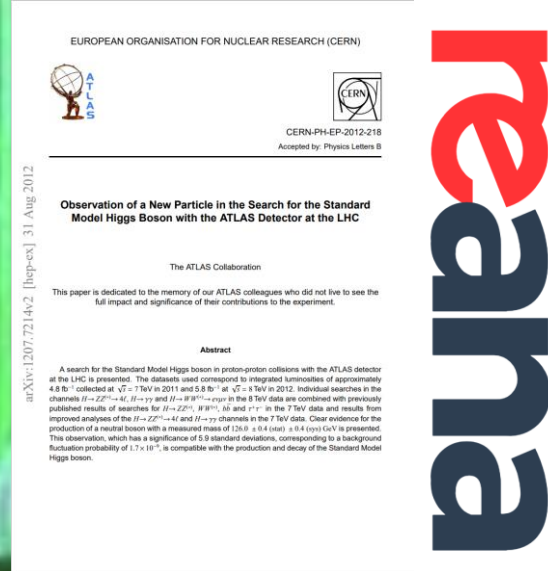 EUROPEAN ORGANISATION FOR NUCLEAR RESEARCH (CERN)
ATLAS
CERN
CERN-PH-EP-2012-218
Accepted by: Physics Letters B
arXiv:1207.7214v2 [hep-ex] 31 Aug 2012
Observation of a New Particle in the Search for the Standard
Model Higgs Boson with the ATLAS Detector at the LHC
The ATLAS Collaboration
This paper is dedicated to the memory of our ATLAS colleagues who did not live to see the
full impact and significance of their contributions to the experiment.
Abstract
A search for the Standard Model Higgs boson in proton-proton collisions with the ATLAS detector
at the LHC is presented. The datasets used correspond to integrated luminosities of approximately
4.8 fb⁻¹ collected at √s = 7 TeV in 2011 and 5.8 fb⁻¹ at √s = 8 TeV in 2012. Individual searches in the
channels H→ZZ⁽*⁾→4ℓ, H→γγ and H→WW⁽*⁾→eνμν in the 8 TeV data are combined with previously
published results of searches for H→ZZ⁽*⁾, WW⁽*⁾, bb̄ and τ⁺τ⁻ in the 7 TeV data and results from
improved analyses of the H→ZZ⁽*⁾→4ℓ and H→γγ channels in the 7 TeV data. Clear evidence for the
production of a neutral boson with a measured mass of 126.0 ± 0.4 (stat) ± 0.4 (sys) GeV is presented.
This observation, which has a significance of 5.9 standard deviations, corresponding to a background
fluctuation probability of 1.7 × 10⁻⁹, is compatible with the production and decay of the Standard Model
Higgs boson.
reana